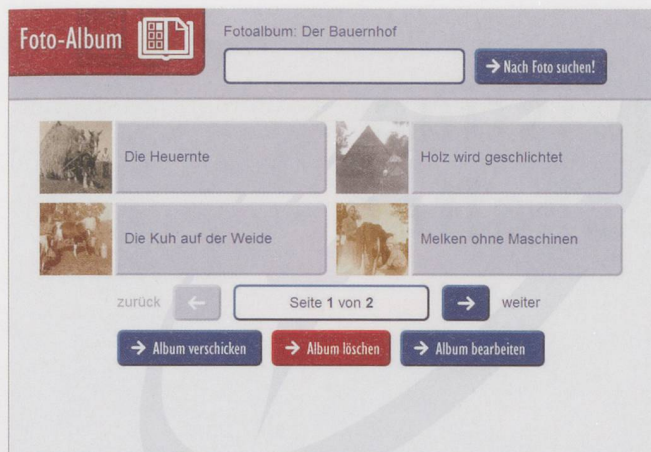 Foto-Album
Fotoalbum: Der Bauernhof
Nach Foto suchen!
Die Heuernte
Holz wird geschlichtet
Die Kuh auf der Weide
Melken ohne Maschinen
zurück
Seite 1 von 2
weiter
Album verschicken
Album löschen
Album bearbeiten